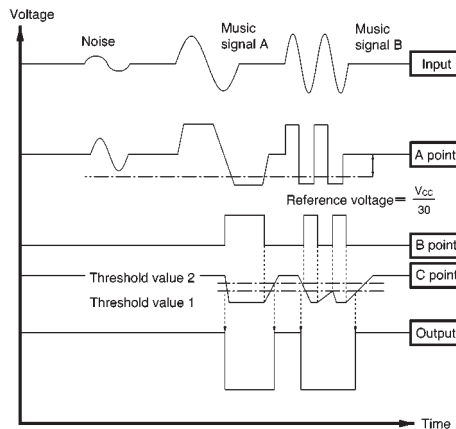 Voltage
Noise
Music
signal A
Music
signal B
Input
A point
Reference voltage = VCC
30
B point
Threshold value 2
C point
Threshold value 1
Output
Time